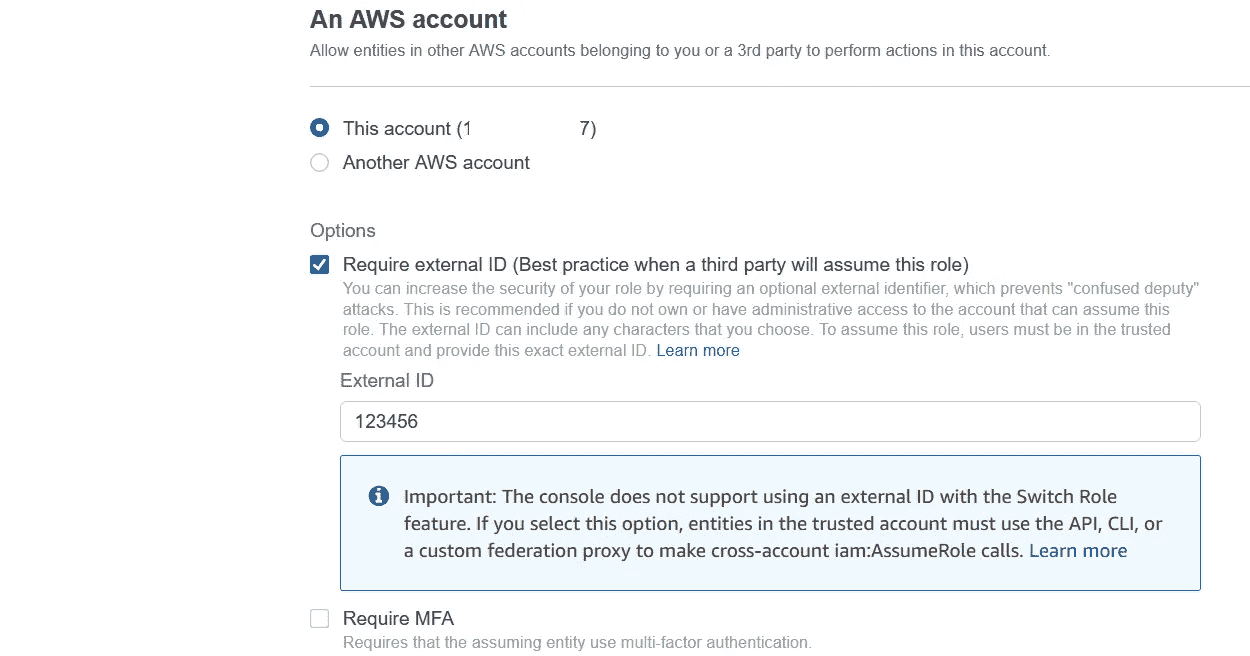 An AWS account
Allow entities in other AWS accounts belonging to you or a 3rd party to perform actions in this account.
This account (1 7)
Another AWS account
Options
Require external ID (Best practice when a third party will assume this role)
You can increase the security of your role by requiring an optional external identifier, which prevents "confused deputy"
attacks. This is recommended if you do not own or have administrative access to the account that can assume this
role. The external ID can include any characters that you choose. To assume this role, users must be in the trusted
account and provide this exact external ID. Learn more
External ID
123456
Important: The console does not support using an external ID with the Switch Role
feature. If you select this option, entities in the trusted account must use the API, CLI, or
a custom federation proxy to make cross-account iam:AssumeRole calls. Learn more
Require MFA
Requires that the assuming entity use multi-factor authentication.